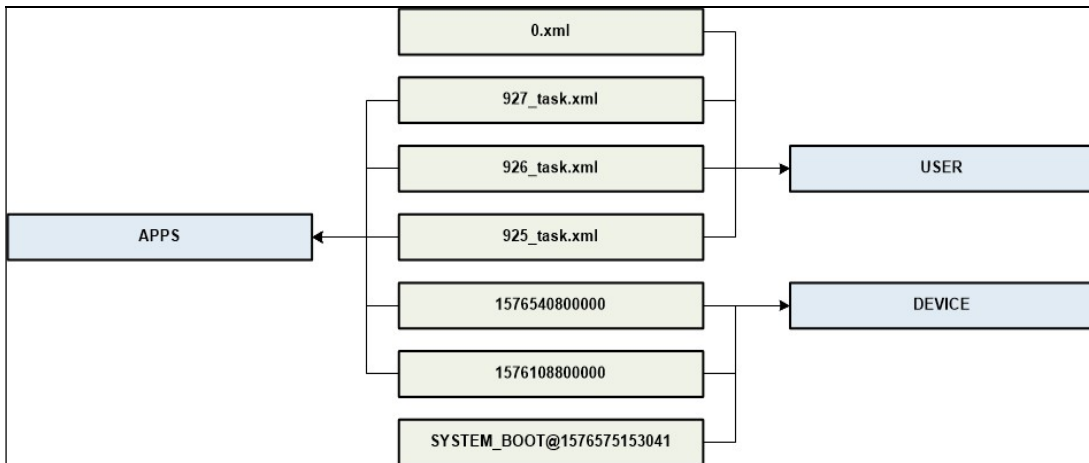 0.xml
927_task.xml
926_task.xml
USER
APPS
925_task.xml
1576540800000
DEVICE
1576108800000
SYSTEM_BOOT@1576575153041